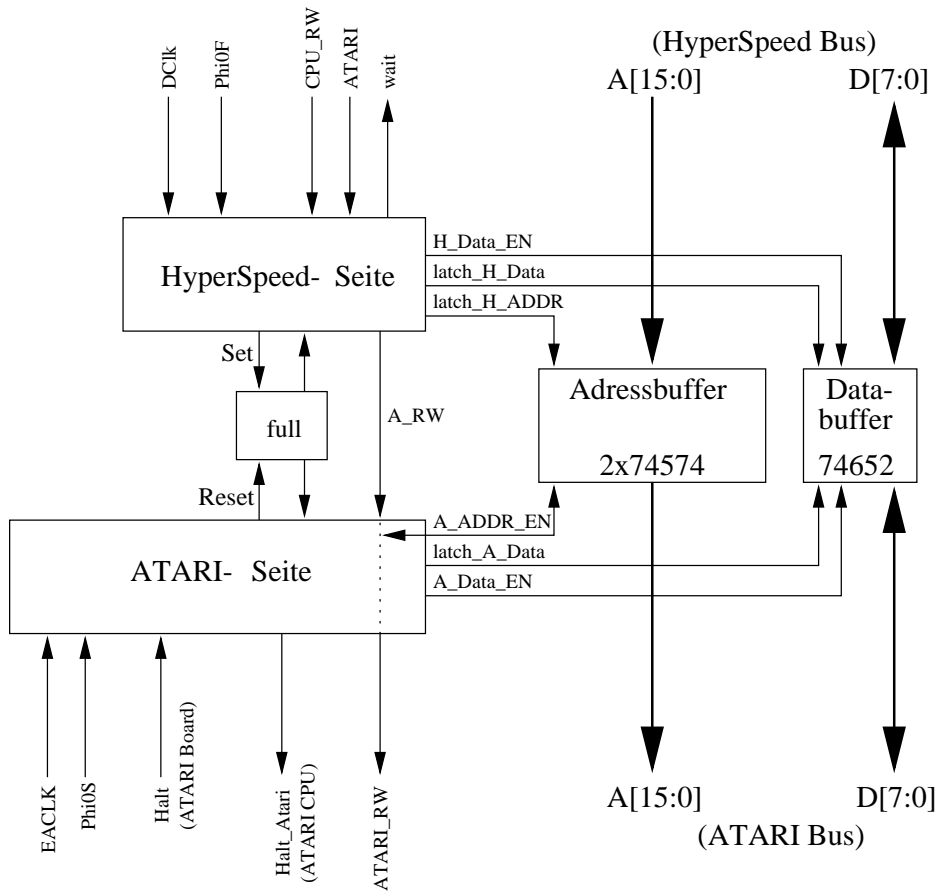 DClk
Phi0F
CPU_RW
ATARI
wait
(HyperSpeed Bus)
A[15:0]
D[7:0]
HyperSpeed- Seite
H_Data_EN
latch_H_Data
latch_H_ADDR
Set
full
A_RW
Reset
Adressbuffer
2x74574
Data-
buffer
74652
ATARI- Seite
A_ADDR_EN
latch_A_Data
A_Data_EN
EACLK
Phi0S
Halt
(ATARI Board)
Halt_Atari
(ATARI CPU)
ATARI_RW
A[15:0]
D[7:0]
(ATARI Bus)